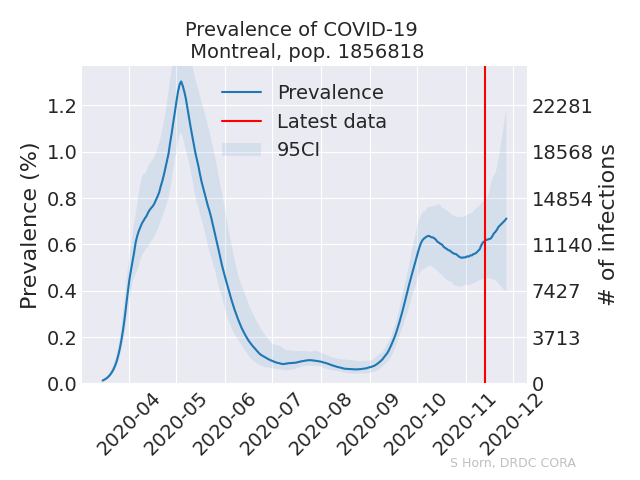 Prevalence of COVID-19
Montreal, pop. 1856818
Prevalence
Latest data
95CI
Prevalence (%)
1.2
1.0
0.8
0.6
0.4
0.2
0.0
22281
18568
14854
11140
7427
3713
0
# of infections
2020-04
2020-05
2020-06
2020-07
2020-08
2020-09
2020-10
2020-11
2020-12
S Horn, DRDC CORA